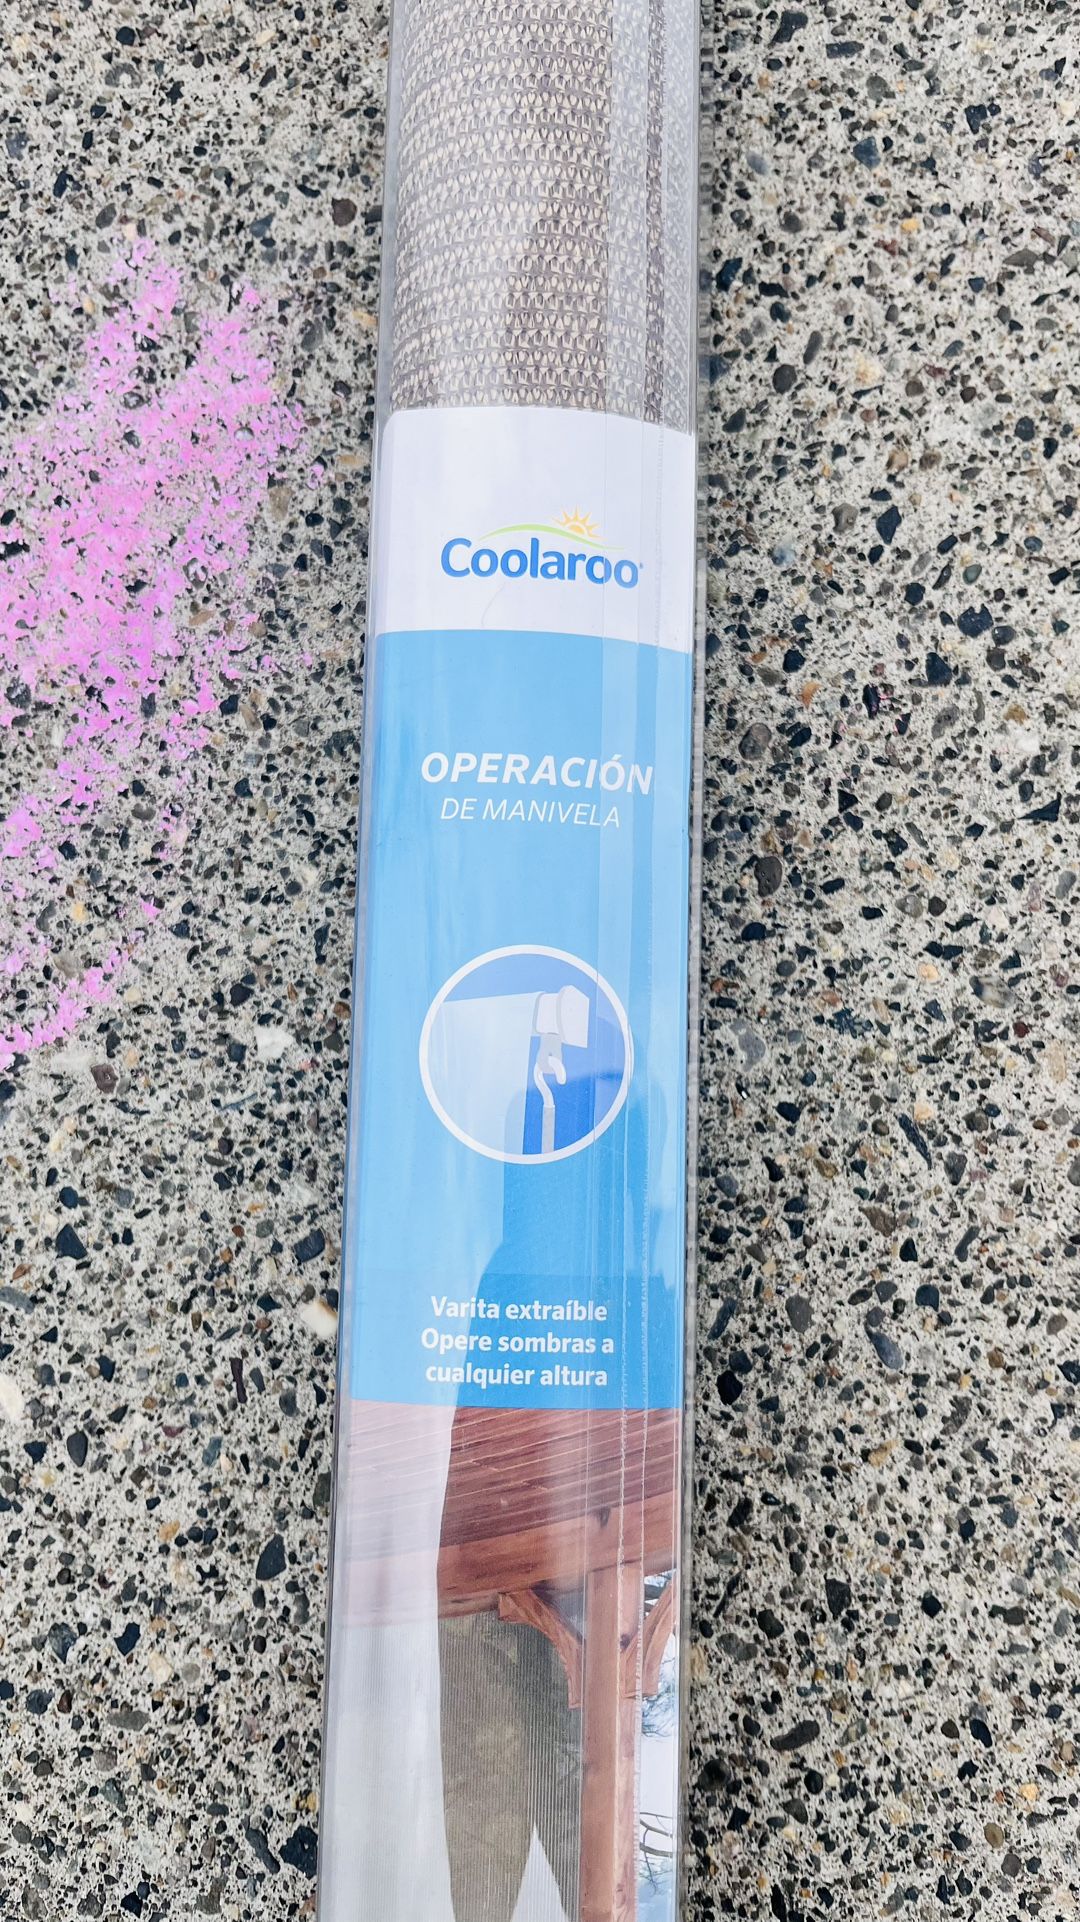 Coolaroo
OPERACIÓN
DE MANIVELA
Varita extraíble
Opere sombras a
cualquier altura